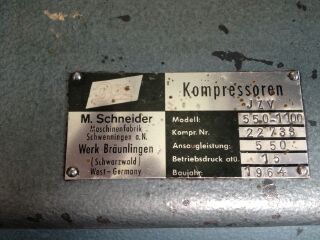 M. Schneider
Maschinenfabrik
Schwenningen a.N.
Werk Bräunlingen
(Schwarzwald)
West-Germany
Kompressoren
JZV
Modell: 550-1100
Kompr. Nr. 22738
Ansaugleistung: 550
Betriebsdruck atü. 15
Baujahr: 1964